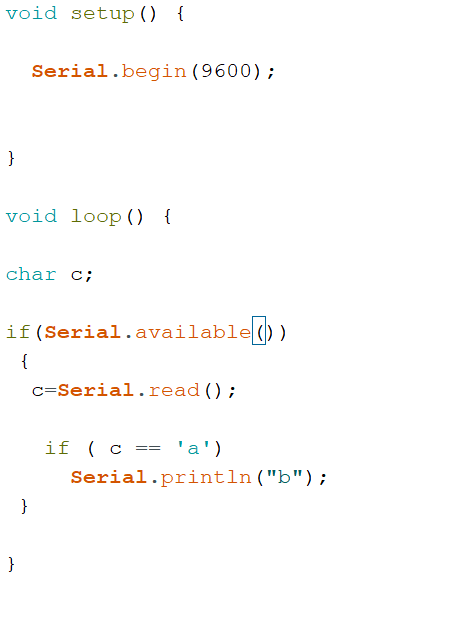 void setup() {
Serial.begin(9600);
}
void loop() {
char c;
if(Serial.available())
{
c=Serial.read();
if ( c == 'a')
Serial.println("b");
}
}